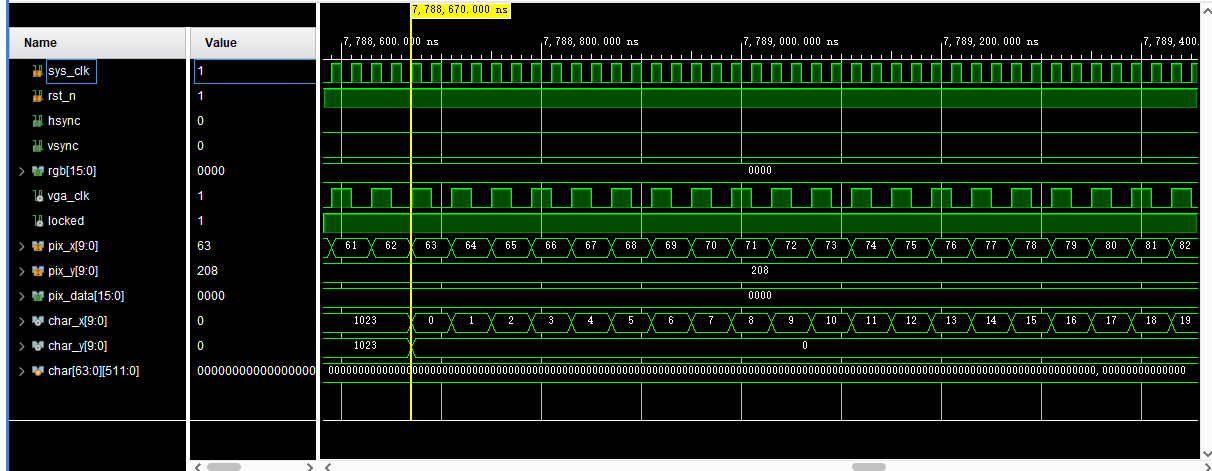 7,788,670.000 ns
Name Value
7,788,600.000 ns 7,788,800.000 ns 7,789,000.000 ns 7,789,200.000 ns 7,789,400.
sys_clk 1
rst_n 1
hsync 0
vsync 0
rgb[15:0] 0000 0000
vga_clk 1
locked 1
pix_x[9:0] 63 61 62 63 64 65 66 67 68 69 70 71 72 73 74 75 76 77 78 79 80 81 82
pix_y[9:0] 208 208
pix_data[15:0] 0000 0000
char_x[9:0] 0 1023 0 1 2 3 4 5 6 7 8 9 10 11 12 13 14 15 16 17 18 19
char_y[9:0] 0 1023 0
char[63:0][511:0]